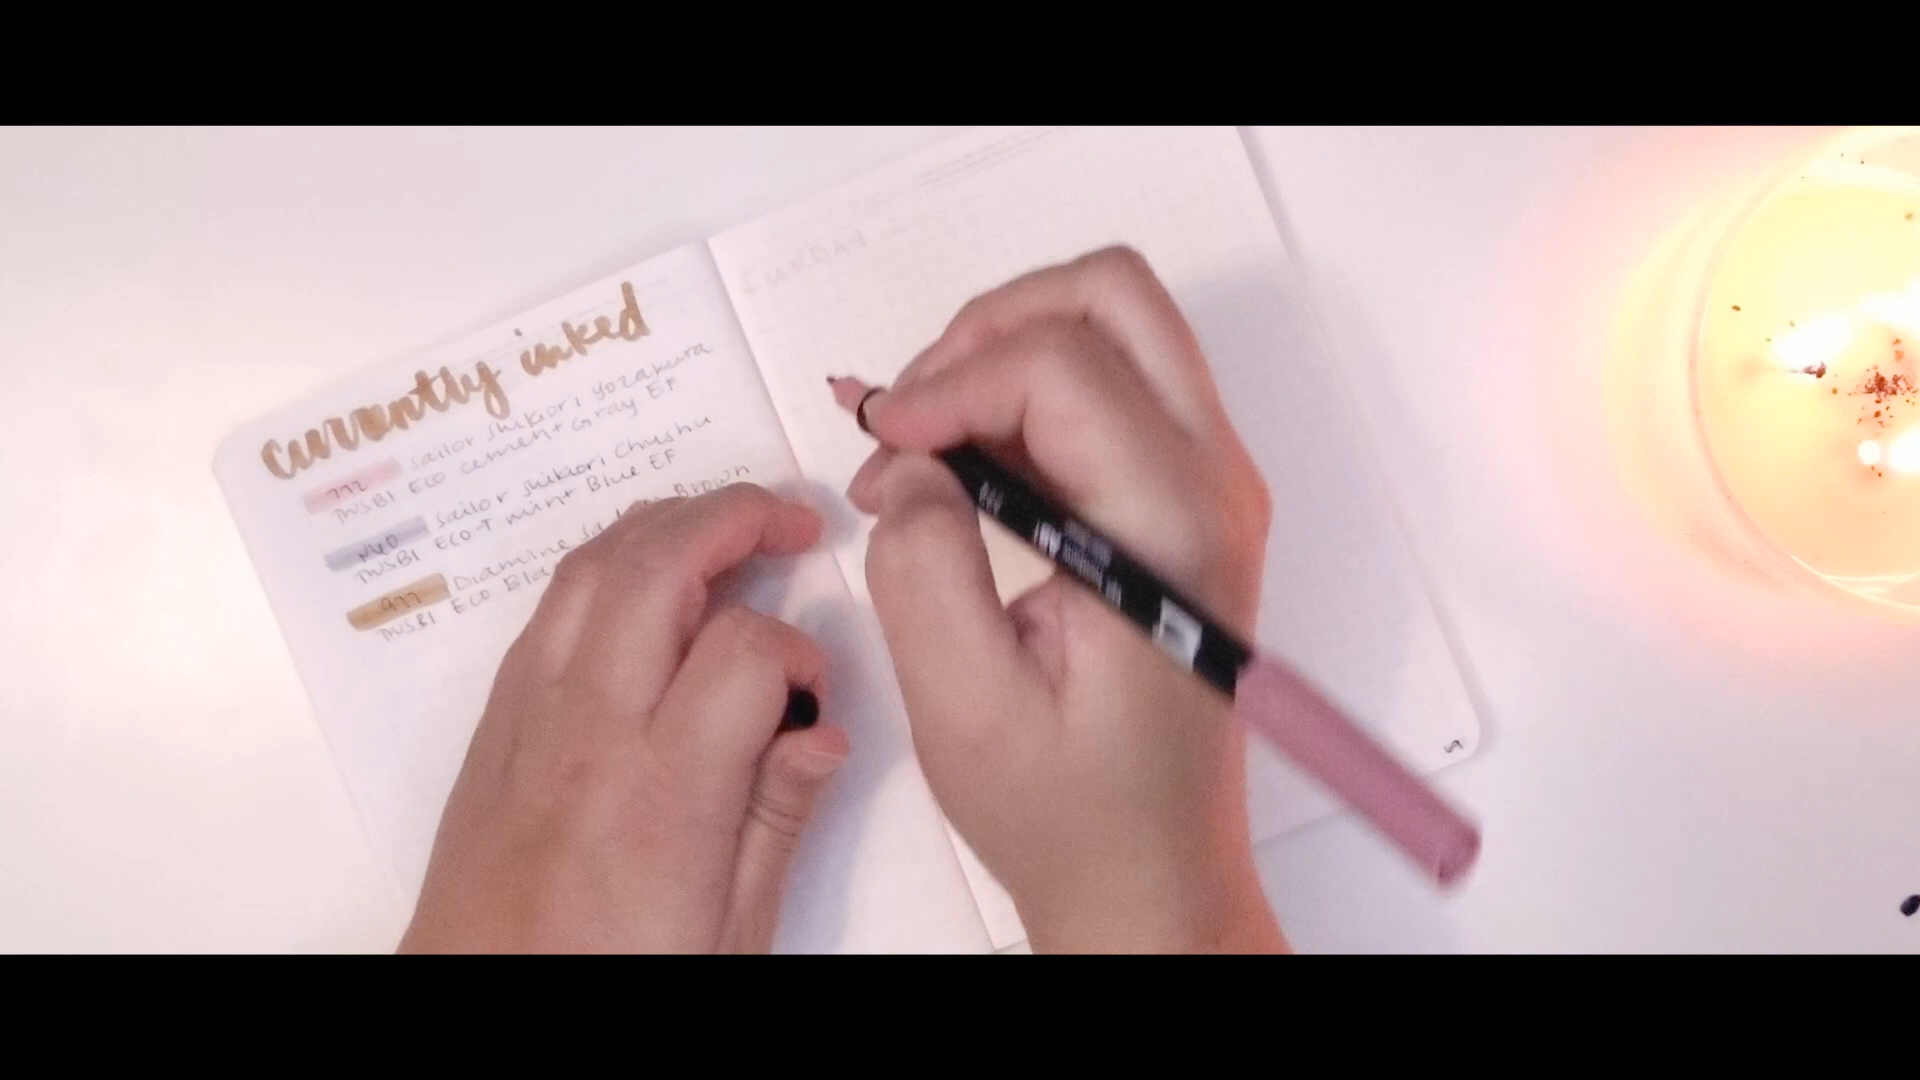 currently inked
772 Sailor Shikiori Yozakura
TWSBI ECO Cement Gray EF
N60 Sailor Shikiori Chushu
TWSBI ECO-T Mint Blue EF
977 Diamine Brown
TWSBI ECO
SUNDAY